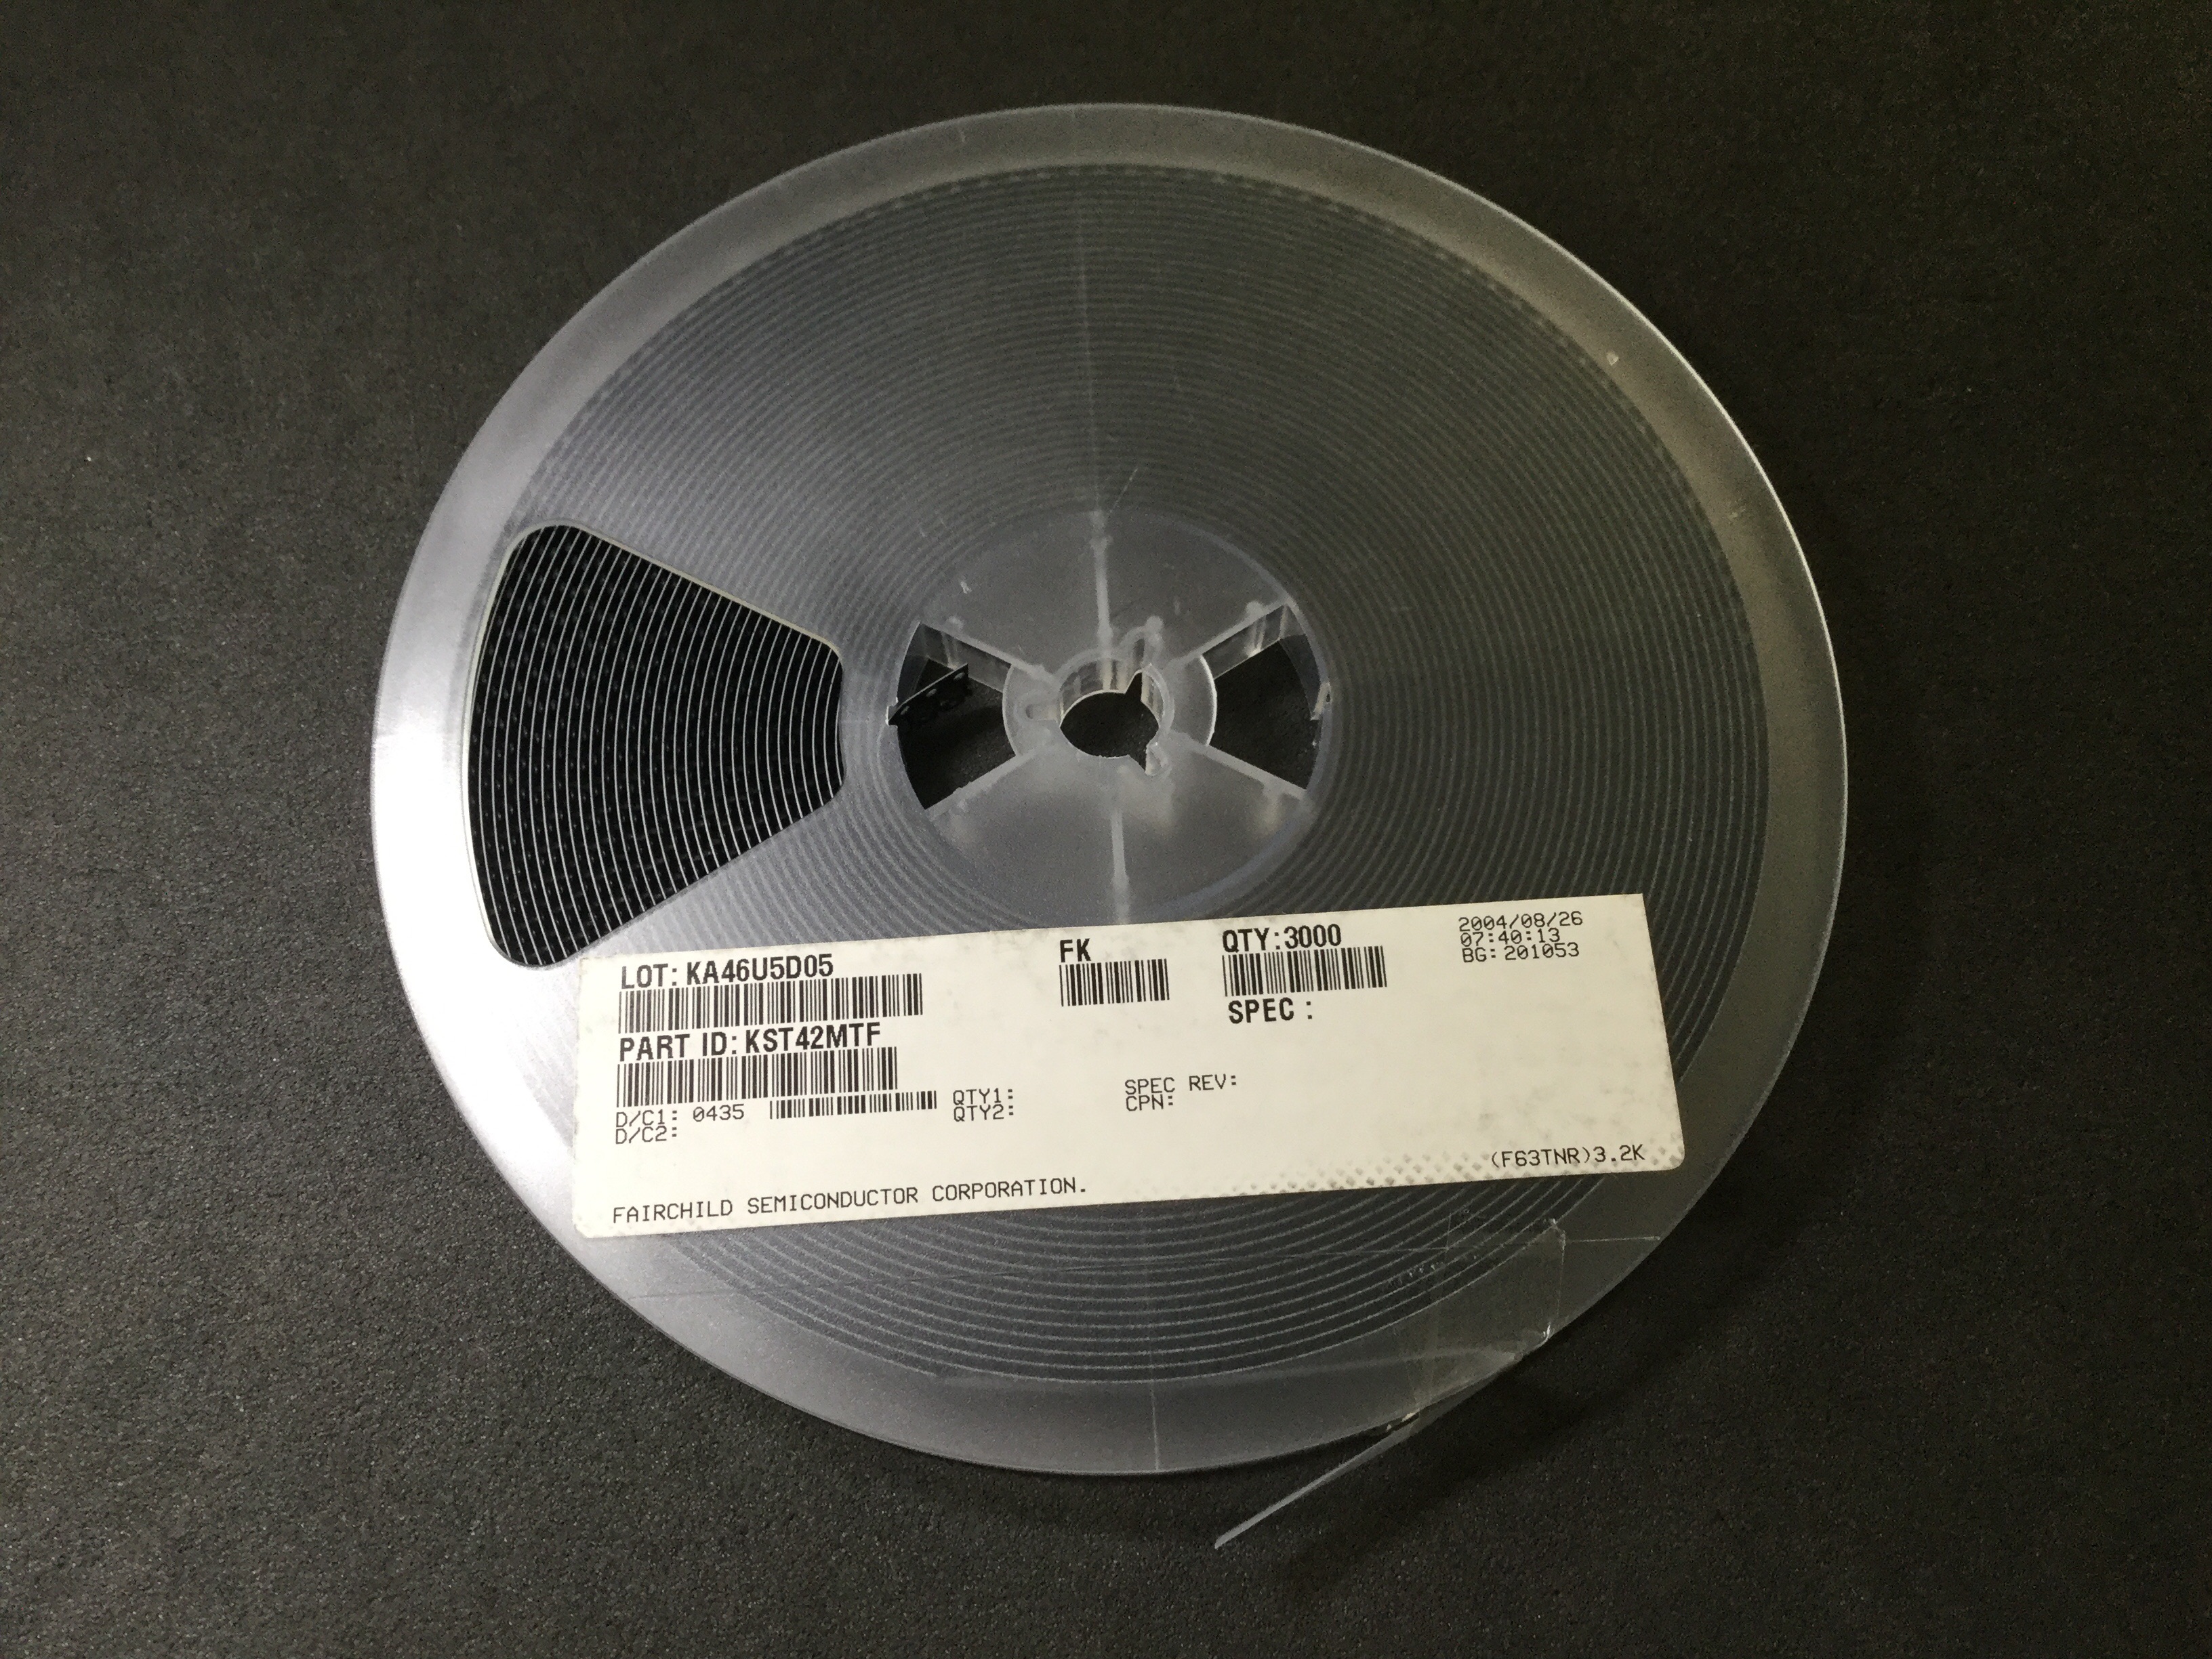 LOT: KA46U5D05
FK
QTY:3000
2004/08/26
07:40:13
BG: 201053
SPEC :
PART ID: KST42MTF
D/C1: 0435
D/C2:
QTY1:
QTY2:
SPEC REV:
CPN:
(F63TNR)3.2K
FAIRCHILD SEMICONDUCTOR CORPORATION.